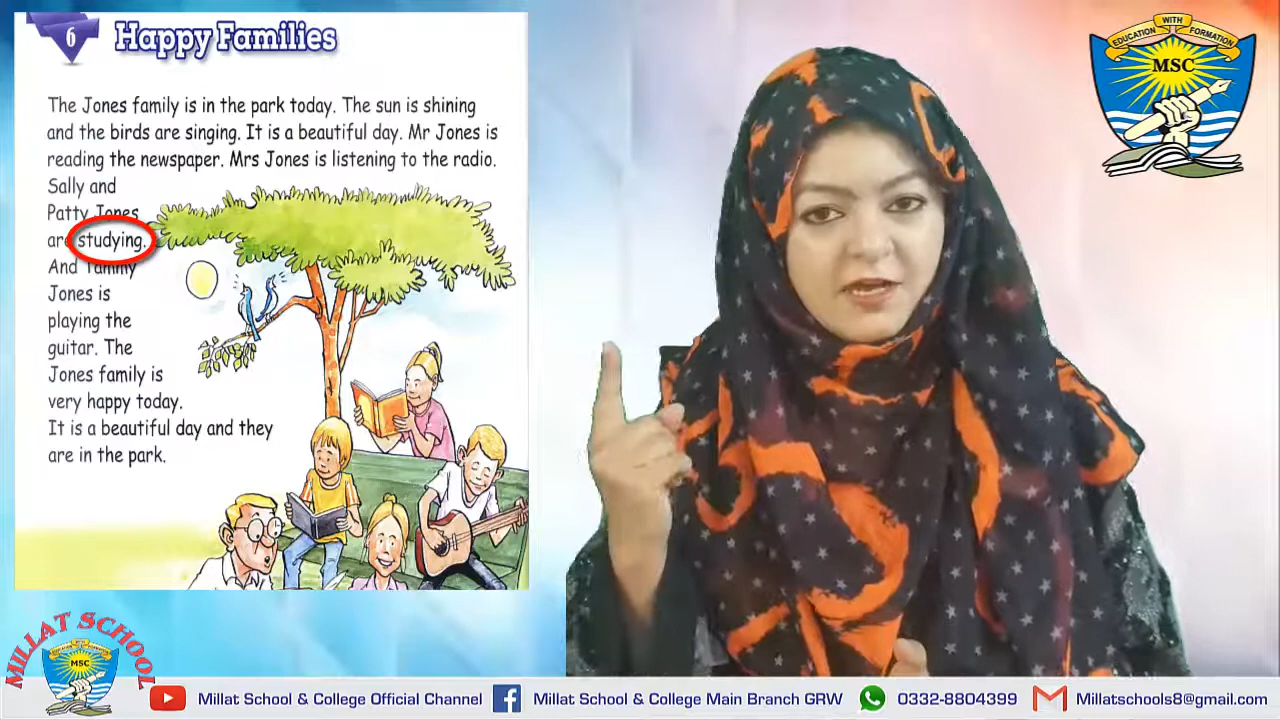 6
Happy Families
The Jones family is in the park today. The sun is shining
and the birds are singing. It is a beautiful day. Mr Jones is
reading the newspaper. Mrs Jones is listening to the radio.
Sally and
Patty Jones
are studying.
And Tammy
Jones is
playing the
guitar. The
Jones family is
very happy today.
It is a beautiful day and they
are in the park.
EDUCATION WITH FORMATION
MSC
MILLAT SCHOOL
MSC
Millat School & College Official Channel
Millat School & College Main Branch GRW
0332-8804399
Millatschools8@gmail.com